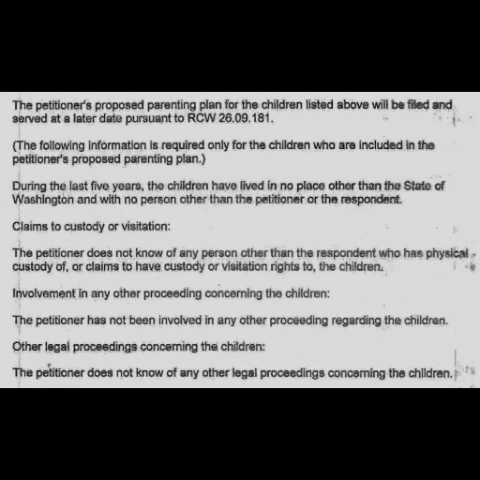 The petitioner's proposed parenting plan for the children listed above will be filed and
served at a later date pursuant to RCW 26.09.181.
(The following information is required only for the children who are included in the
petitioner's proposed parenting plan.)
During the last five years, the children have lived in no place other than the State of
Washington and with no person other than the petitioner or the respondent.
Claims to custody or visitation:
The petitioner does not know of any person other than the respondent who has physical
custody of, or claims to have custody or visitation rights to, the children.
Involvement in any other proceeding concerning the children:
The petitioner has not been involved in any other proceeding regarding the children.
Other legal proceedings concerning the children:
The petitioner does not know of any other legal proceedings concerning the children.